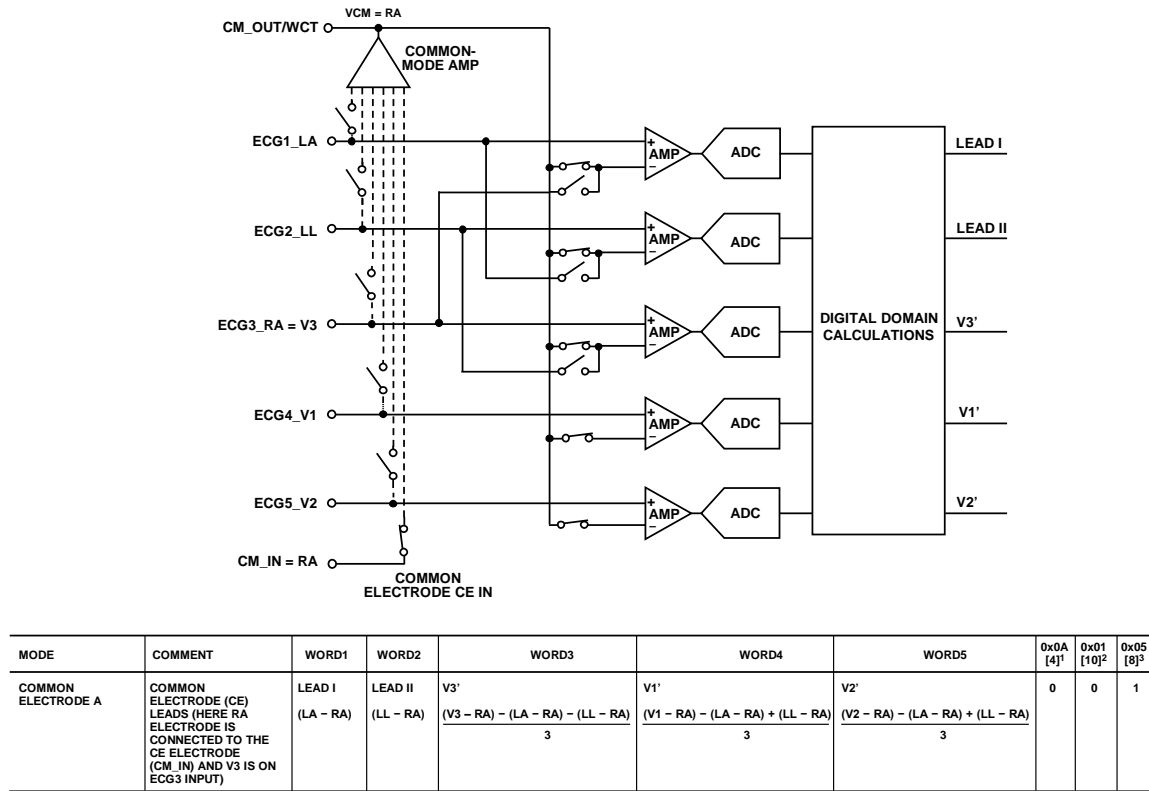 VCM = RA
CM_OUT/WCT
COMMON-
MODE AMP
ECG1_LA
+
AMP
−
ADC
LEAD I
ECG2_LL
+
AMP
−
ADC
LEAD II
ECG3_RA = V3
+
AMP
−
ADC
DIGITAL DOMAIN
CALCULATIONS
V3’
ECG4_V1
+
AMP
−
ADC
V1’
ECG5_V2
+
AMP
−
ADC
V2’
CM_IN = RA
COMMON
ELECTRODE CE IN
MODE COMMENT WORD1 WORD2 WORD3 WORD4 WORD5 0x0A [4]1 0x01 [10]2 0x05 [8]3
COMMON
ELECTRODE A
COMMON
ELECTRODE (CE)
LEADS (HERE RA
ELECTRODE IS
CONNECTED TO THE
CE ELECTRODE
(CM_IN) AND V3 IS ON
ECG3 INPUT)
LEAD I
(LA − RA)
LEAD II
(LL − RA)
V3’
(V3 – RA) − (LA − RA) − (LL − RA)
3
V1’
(V1 − RA) − (LA − RA) + (LL − RA)
3
V2’
(V2 − RA) − (LA − RA) + (LL − RA)
3
0
0
1